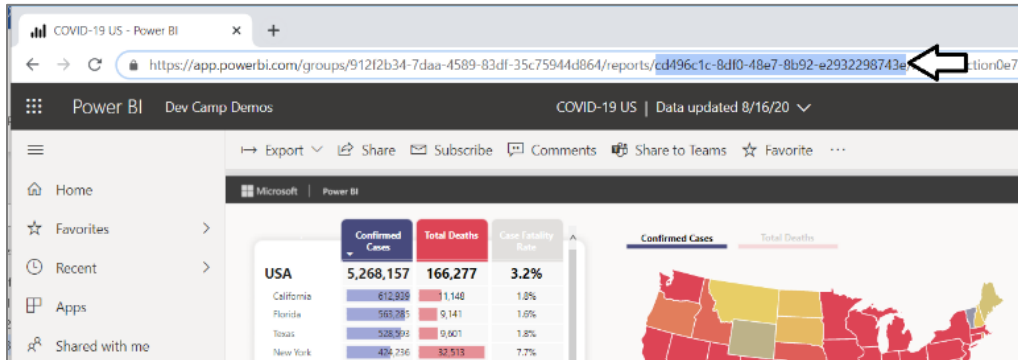 COVID-19 US - Power BI
https://app.powerbi.com/groups/912f2b34-7daa-4589-83df-35c75944d864/reports/cd496c1c-8df0-48e7-8b92-e2932298743e ction0e7
Power BI Dev Camp Demos COVID-19 US | Data updated 8/16/20
Export Share Subscribe Comments Share to Teams Favorite ...
Home
Microsoft Power BI
Favorites
Confirmed Cases Total Deaths Case Fatality Rate
Confirmed Cases Total Deaths
Recent
USA 5,268,157 166,277 3.2%
California 612,939 11,148 1.8%
Apps
Florida 563,285 9,141 1.6%
Texas 528,593 9,601 1.8%
Shared with me
New York 424,236 32,513 7.7%